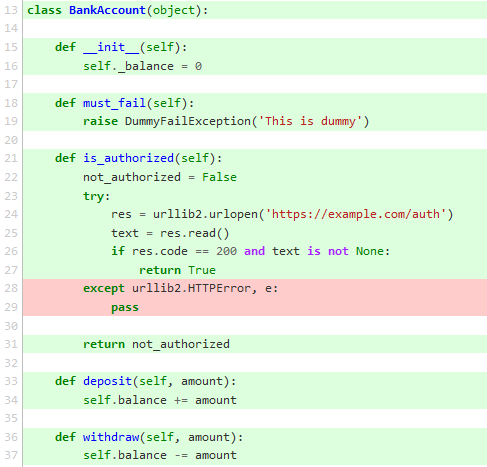 13 class BankAccount(object):
14
15     def __init__(self):
16         self._balance = 0
17
18     def must_fail(self):
19         raise DummyFailException('This is dummy')
20
21     def is_authorized(self):
22         not_authorized = False
23         try:
24             res = urllib2.urlopen('https://example.com/auth')
25             text = res.read()
26             if res.code == 200 and text is not None:
27                 return True
28         except urllib2.HTTPError, e:
29             pass
30
31         return not_authorized
32
33     def deposit(self, amount):
34         self.balance += amount
35
36     def withdraw(self, amount):
37         self.balance -= amount